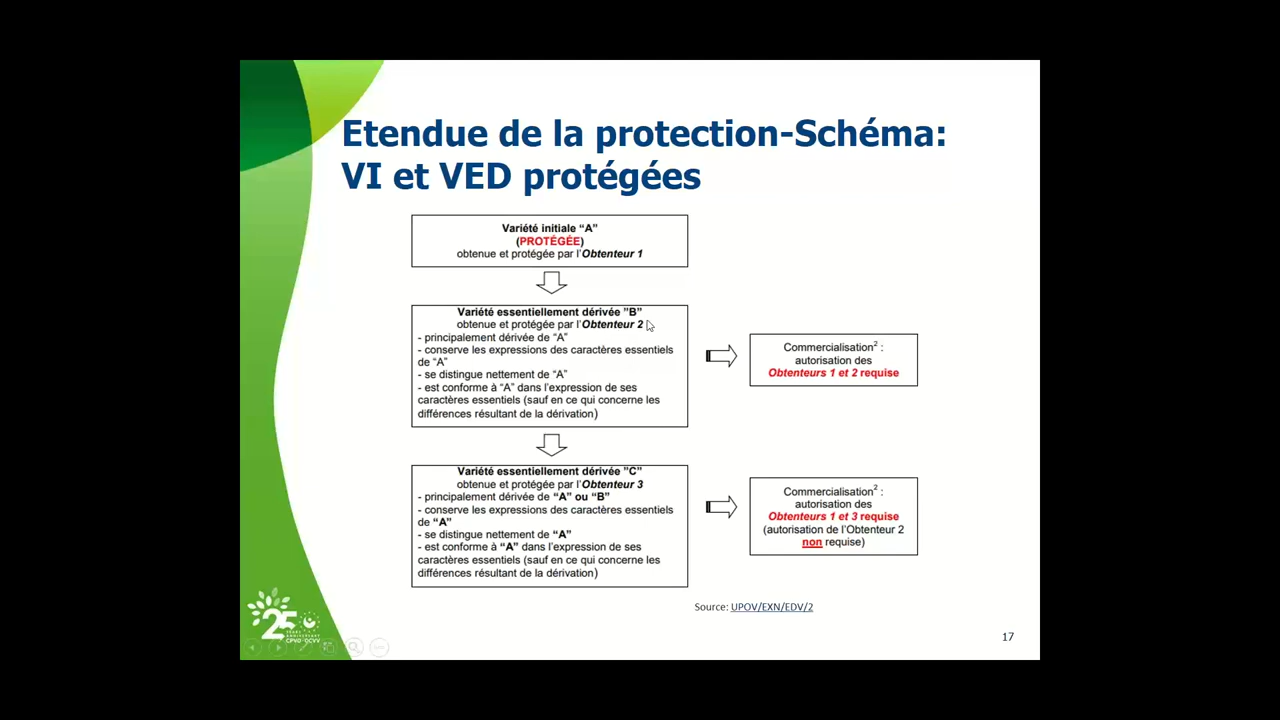 Etendue de la protection-Schéma:
VI et VED protégées
Variété initiale “A”
(PROTÉGÉE)
obtenue et protégée par l’Obtenteur 1
Variété essentiellement dérivée ”B”
obtenue et protégée par l’Obtenteur 2
- principalement dérivée de “A”
- conserve les expressions des caractères essentiels
de “A”
- se distingue nettement de “A”
- est conforme à “A” dans l’expression de ses
caractères essentiels (sauf en ce qui concerne les
différences résultant de la dérivation)
Commercialisation2 :
autorisation des
Obtenteurs 1 et 2 requise
Variété essentiellement dérivée ”C”
obtenue et protégée par l’Obtenteur 3
- principalement dérivée de “A” ou “B”
- conserve les expressions des caractères essentiels
de “A”
- se distingue nettement de “A”
- est conforme à “A” dans l’expression de ses
caractères essentiels (sauf en ce qui concerne les
différences résultant de la dérivation)
Commercialisation2 :
autorisation des
Obtenteurs 1 et 3 requise
(autorisation de l’Obtenteur 2
non requise)
Source: UPOV/EXN/EDV/2
25
YEARS
ANNIVERSARY
CPVO·OCVV
17